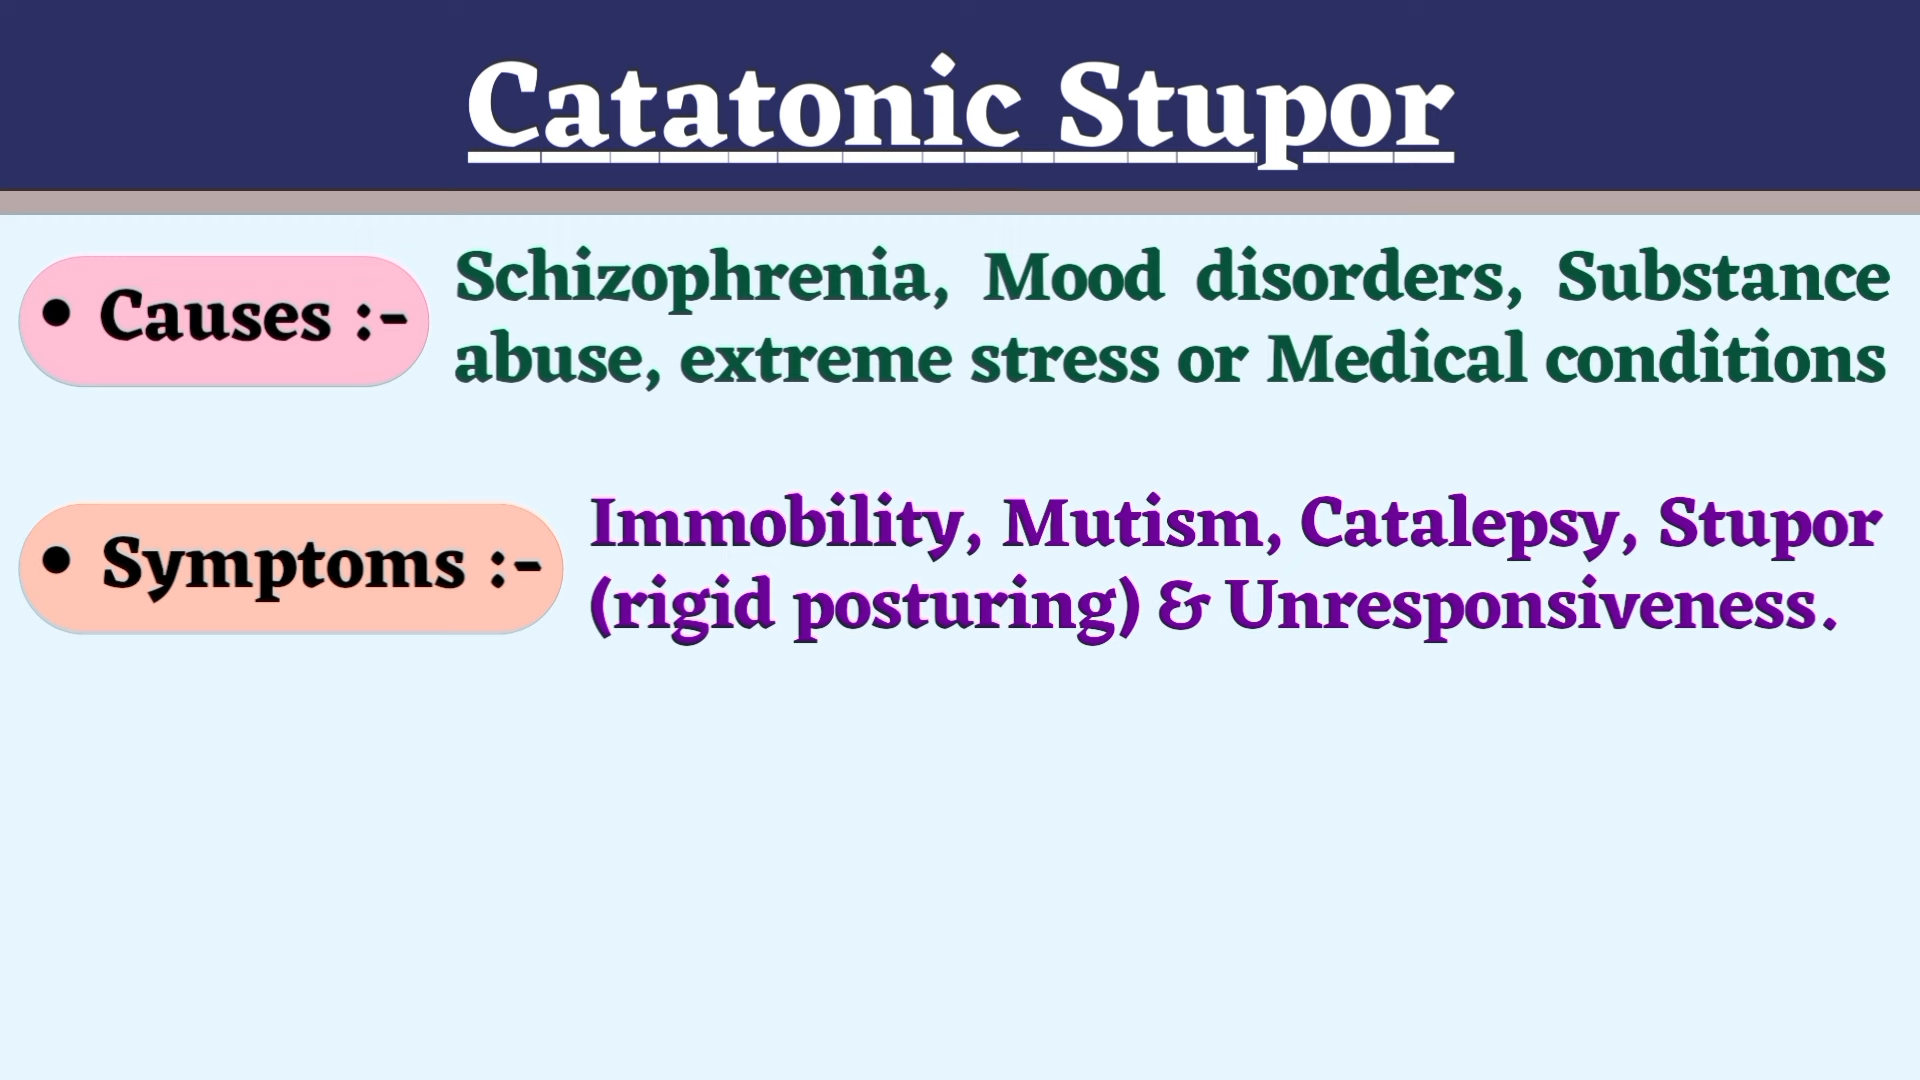 Catatonic Stupor
• Causes :-
Schizophrenia, Mood disorders, Substance
abuse, extreme stress or Medical conditions
• Symptoms :-
Immobility, Mutism, Catalepsy, Stupor
(rigid posturing) & Unresponsiveness.